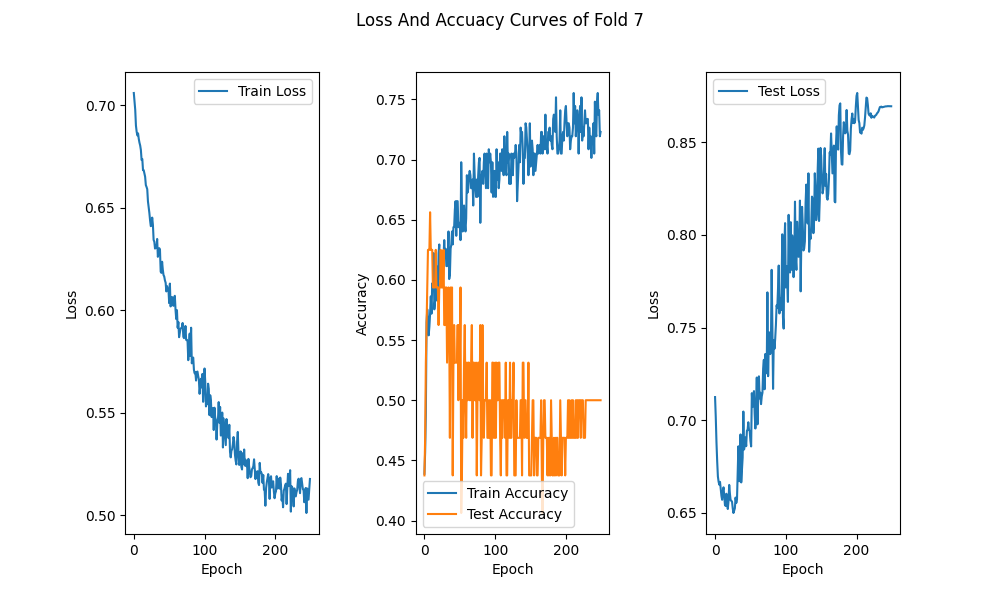 Loss And Accuacy Curves of Fold 7
Loss
0.70
0.65
0.60
0.55
0.50
0
100
200
Epoch
Train Loss
Accuracy
0.75
0.70
0.65
0.60
0.55
0.50
0.45
0.40
0
100
200
Epoch
Train Accuracy
Test Accuracy
Loss
0.85
0.80
0.75
0.70
0.65
0
100
200
Epoch
Test Loss